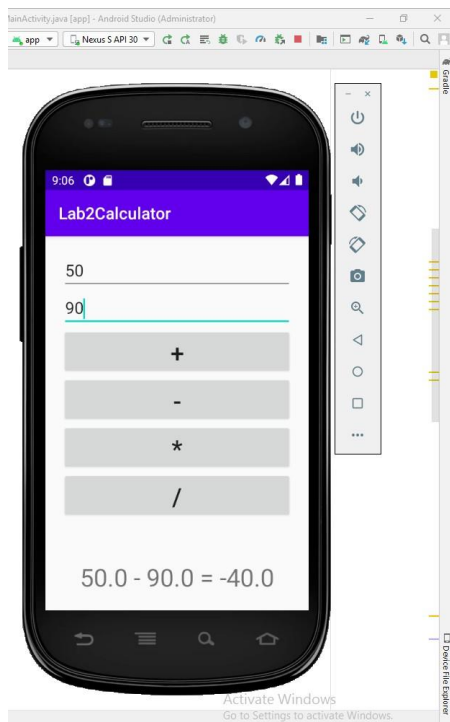 MainActivity.java [app] - Android Studio (Administrator)
app
Nexus S API 30
Gradle
9:06
Lab2Calculator
50
90
+
-
*
/
50.0 - 90.0 = -40.0
Device File Explorer
Activate Windows
Go to Settings to activate Windows.